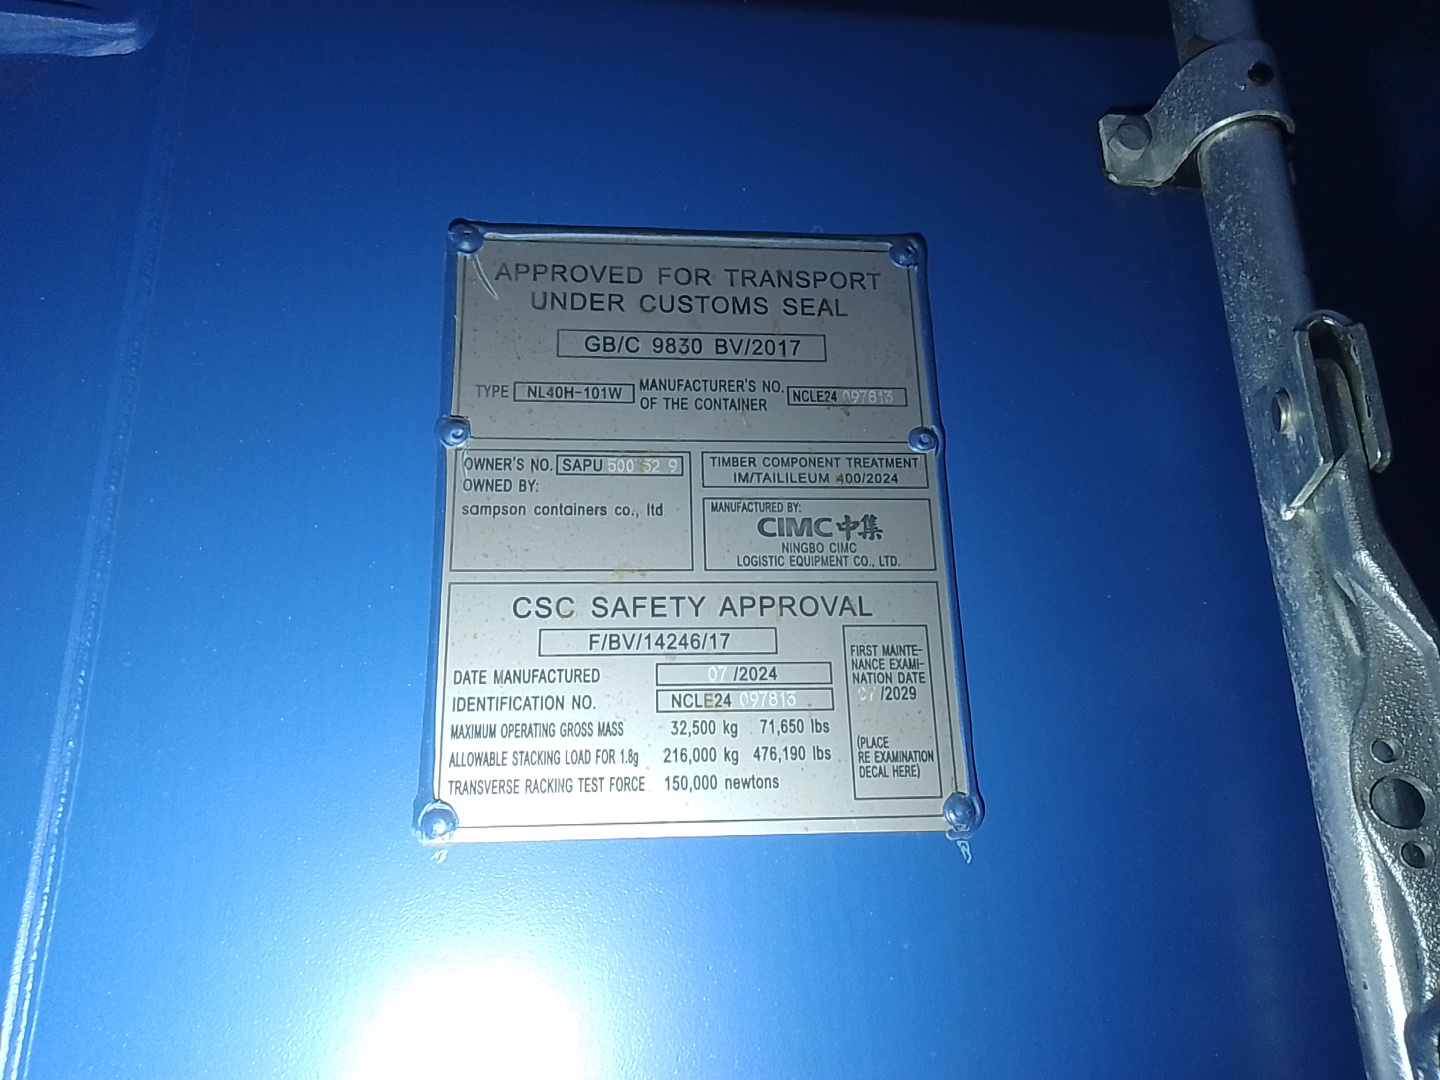 APPROVED FOR TRANSPORT
UNDER CUSTOMS SEAL
GB/C 9830 BV/2017
TYPE NL40H-101W MANUFACTURER'S NO. OF THE CONTAINER NCLE24 097813
OWNER'S NO. SAPU
OWNED BY:
sampson containers co., ltd
TIMBER COMPONENT TREATMENT
IM/TAILILEUM 400/2024
MANUFACTURED BY:
CIMC中集
NINGBO CIMC
LOGISTIC EQUIPMENT CO., LTD.
CSC SAFETY APPROVAL
F/BV/14246/17
DATE MANUFACTURED 07 /2024
IDENTIFICATION NO. NCLE24 097813
MAXIMUM OPERATING GROSS MASS 32,500 kg 71,650 lbs
ALLOWABLE STACKING LOAD FOR 1.8g 216,000 kg 476,190 lbs
TRANSVERSE RACKING TEST FORCE 150,000 newtons
FIRST MAINTE-
NANCE EXAMI-
NATION DATE
07 /2029
(PLACE
RE EXAMINATION
DECAL HERE)